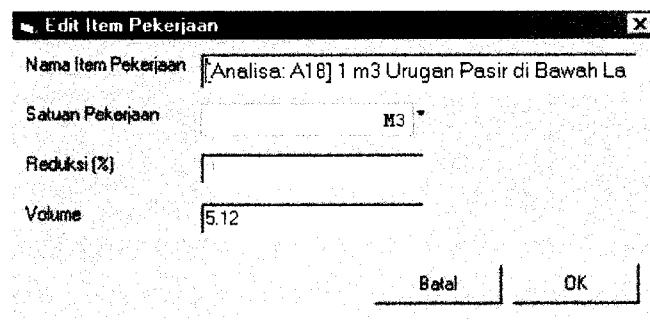 Edit Item Pekerjaan
Nama Item Pekerjaan [Analisa: A18] 1 m3 Urugan Pasir di Bawah La
Satuan Pekerjaan M3
Reduksi (%)
Volume 5.12
Batal OK